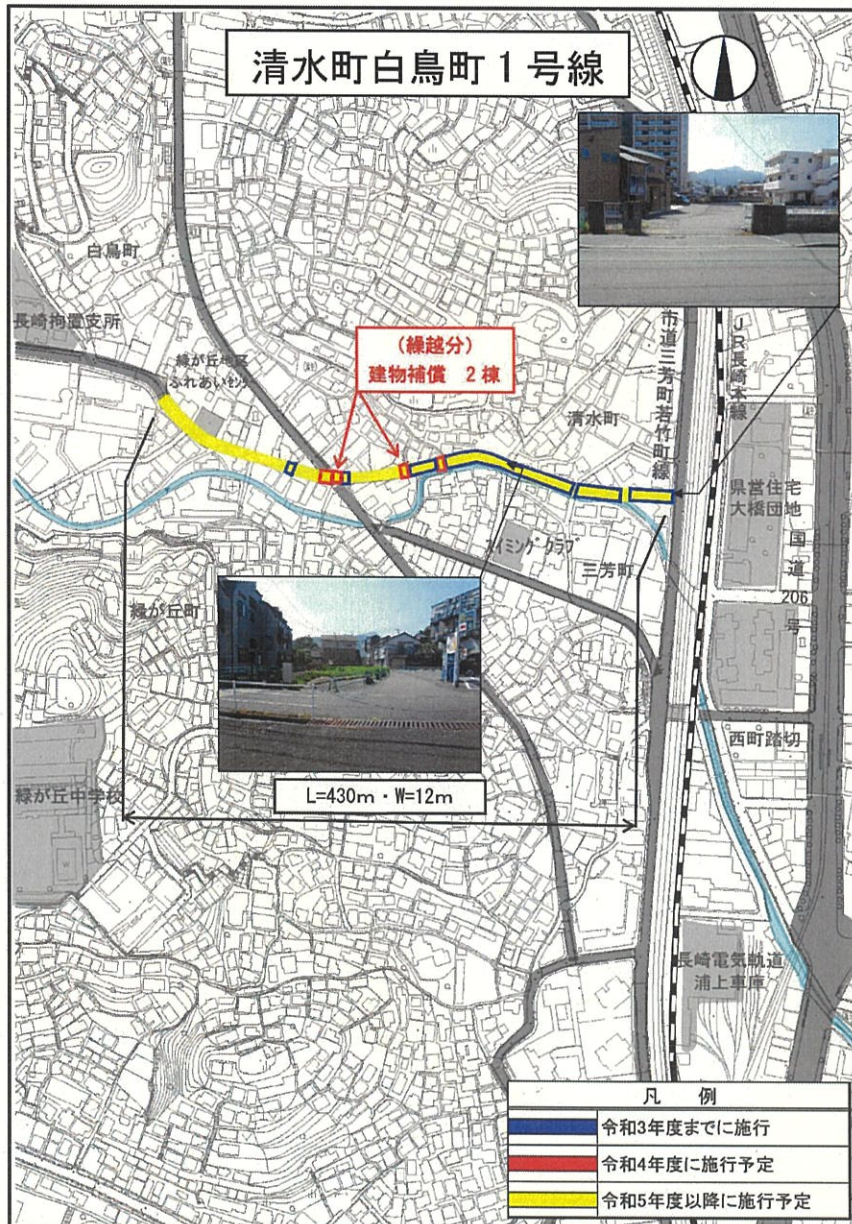 清水町白鳥町1号線
白鳥町
長崎拘置支所
緑が丘地区
ふれあいセンター
(繰越分)
建物補償 2棟
清水町
市道三芳町若竹町線
JR長崎本線
県営住宅
大橋団地
国道206号
スイミングクラブ
三芳町
緑が丘町
L=430m・W=12m
西町踏切
緑が丘中学校
長崎電気軌道
浦上車庫
凡 例
令和3年度までに施行
令和4年度に施行予定
令和5年度以降に施行予定